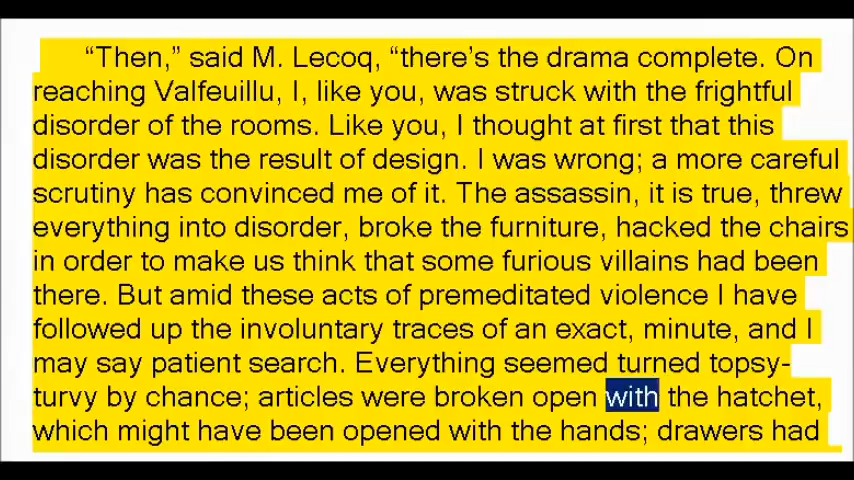 “Then,” said M. Lecoq, “there’s the drama complete. On
reaching Valfeuillu, I, like you, was struck with the frightful
disorder of the rooms. Like you, I thought at first that this
disorder was the result of design. I was wrong; a more careful
scrutiny has convinced me of it. The assassin, it is true, threw
everything into disorder, broke the furniture, hacked the chairs
in order to make us think that some furious villains had been
there. But amid these acts of premeditated violence I have
followed up the involuntary traces of an exact, minute, and I
may say patient search. Everything seemed turned topsy-
turvy by chance; articles were broken open with the hatchet,
which might have been opened with the hands; drawers had